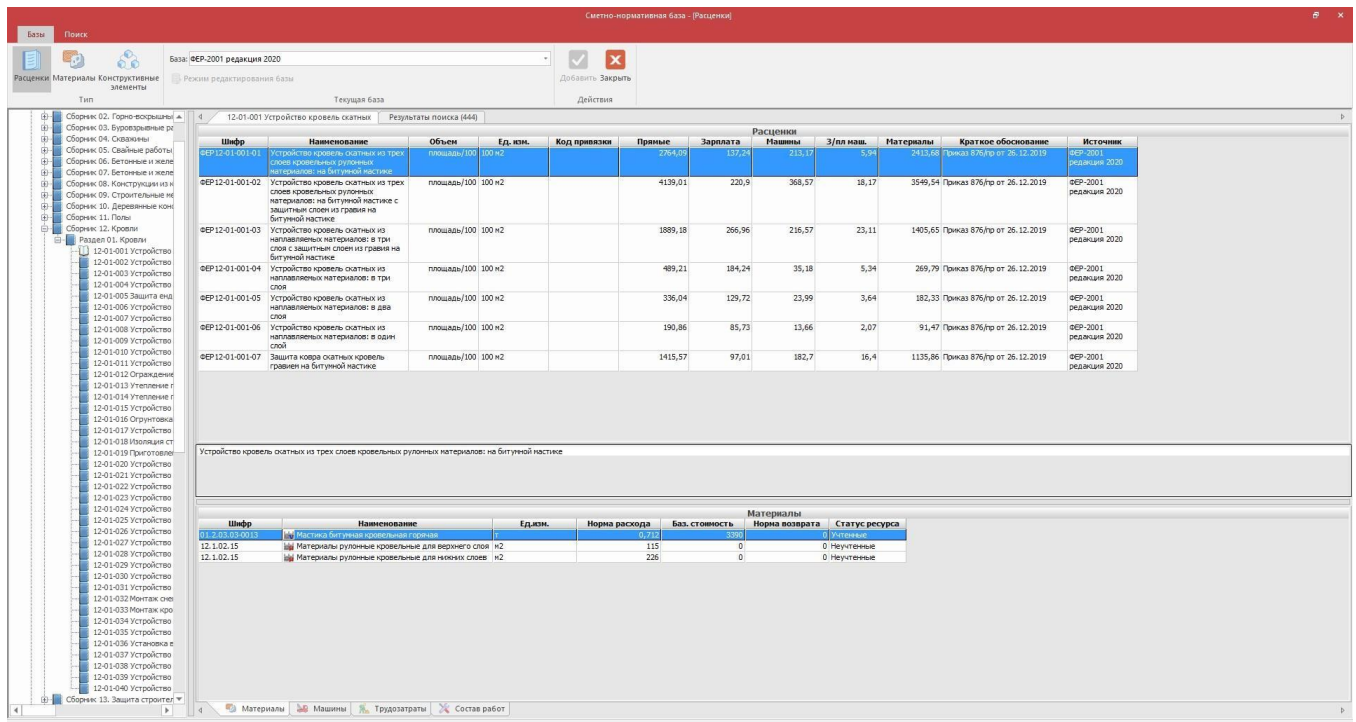 Сметно-нормативная база - [Расценки]
Базы Поиск
Расценки Материалы Конструктивные элементы
База: ФЕР-2001 редакция 2020
Режим редактирования базы
Добавить Закрыть
Тип Текущая база Действия
Сборник 02. Горно-вскрышны
Сборник 03. Буровзрывные ра
Сборник 04. Скважины
Сборник 05. Свайные работы
Сборник 06. Бетонные и желе
Сборник 07. Бетонные и желе
Сборник 08. Конструкции из к
Сборник 09. Строительные ме
Сборник 10. Деревянные конс
Сборник 11. Полы
Сборник 12. Кровли
Раздел 01. Кровли
12-01-001 Устройство
12-01-002 Устройство
12-01-003 Устройство
12-01-004 Устройство
12-01-005 Защита енд
12-01-006 Устройство
12-01-007 Устройство
12-01-008 Устройство
12-01-009 Устройство
12-01-010 Устройство
12-01-011 Устройство
12-01-012 Ограждение
12-01-013 Утепление п
12-01-014 Утепление п
12-01-015 Устройство
12-01-016 Огрунтовка
12-01-017 Устройство
12-01-018 Изоляция ст
12-01-019 Приготовле
12-01-020 Устройство
12-01-021 Устройство
12-01-022 Устройство
12-01-023 Устройство
12-01-024 Устройство
12-01-025 Устройство
12-01-026 Устройство
12-01-027 Устройство
12-01-028 Устройство
12-01-029 Устройство
12-01-030 Устройство
12-01-031 Устройство
12-01-032 Монтаж сне
12-01-033 Монтаж кро
12-01-034 Устройство
12-01-035 Устройство
12-01-036 Установка в
12-01-037 Устройство
12-01-038 Устройство
12-01-039 Устройство
12-01-040 Устройство
Сборник 13. Защита строител
12-01-001 Устройство кровель скатных Результаты поиска (444)
Расценки
Шифр Наименование Объем Ед. изм. Код привязки Прямые Зарплата Машины З/пл маш. Материалы Краткое обоснование Источник
ФЕР12-01-001-01 Устройство кровель скатных из трех площадь/100 100 м2 2764,09 137,24 213,17 5,94 2413,68 Приказ 876/пр от 26.12.2019 ФЕР-2001
слоев кровельных рулонных редакция 2020
материалов: на битумной мастике
ФЕР12-01-001-02 Устройство кровель скатных из трех площадь/100 100 м2 4139,01 220,9 368,57 18,17 3549,54 Приказ 876/пр от 26.12.2019 ФЕР-2001
слоев кровельных рулонных редакция 2020
материалов: на битумной мастике с
защитным слоем из гравия на
битумной мастике
ФЕР12-01-001-03 Устройство кровель скатных из площадь/100 100 м2 1889,18 266,96 216,57 23,11 1405,65 Приказ 876/пр от 26.12.2019 ФЕР-2001
наплавляемых материалов: в три редакция 2020
слоя с защитным слоем из гравия на
битумной мастике
ФЕР12-01-001-04 Устройство кровель скатных из площадь/100 100 м2 489,21 184,24 35,18 5,34 269,79 Приказ 876/пр от 26.12.2019 ФЕР-2001
наплавляемых материалов: в три редакция 2020
слоя
ФЕР12-01-001-05 Устройство кровель скатных из площадь/100 100 м2 336,04 129,72 23,99 3,64 182,33 Приказ 876/пр от 26.12.2019 ФЕР-2001
наплавляемых материалов: в два редакция 2020
слоя
ФЕР12-01-001-06 Устройство кровель скатных из площадь/100 100 м2 190,86 85,73 13,66 2,07 91,47 Приказ 876/пр от 26.12.2019 ФЕР-2001
наплавляемых материалов: в один редакция 2020
слой
ФЕР12-01-001-07 Защита ковра скатных кровель площадь/100 100 м2 1415,57 97,01 182,7 16,4 1135,86 Приказ 876/пр от 26.12.2019 ФЕР-2001
гравием на битумной мастике редакция 2020
Устройство кровель скатных из трех слоев кровельных рулонных материалов: на битумной мастике
Материалы
Шифр Наименование Ед.изм. Норма расхода Баз. стоимость Норма возврата Статус ресурса
01.2.03.03-0013 Мастика битумная кровельная горячая т 0,712 3390 0 Учтенные
12.1.02.15 Материалы рулонные кровельные для верхнего слоя м2 115 0 0 Неучтенные
12.1.02.15 Материалы рулонные кровельные для нижних слоев м2 226 0 0 Неучтенные
Материалы Машины Трудозатраты Состав работ